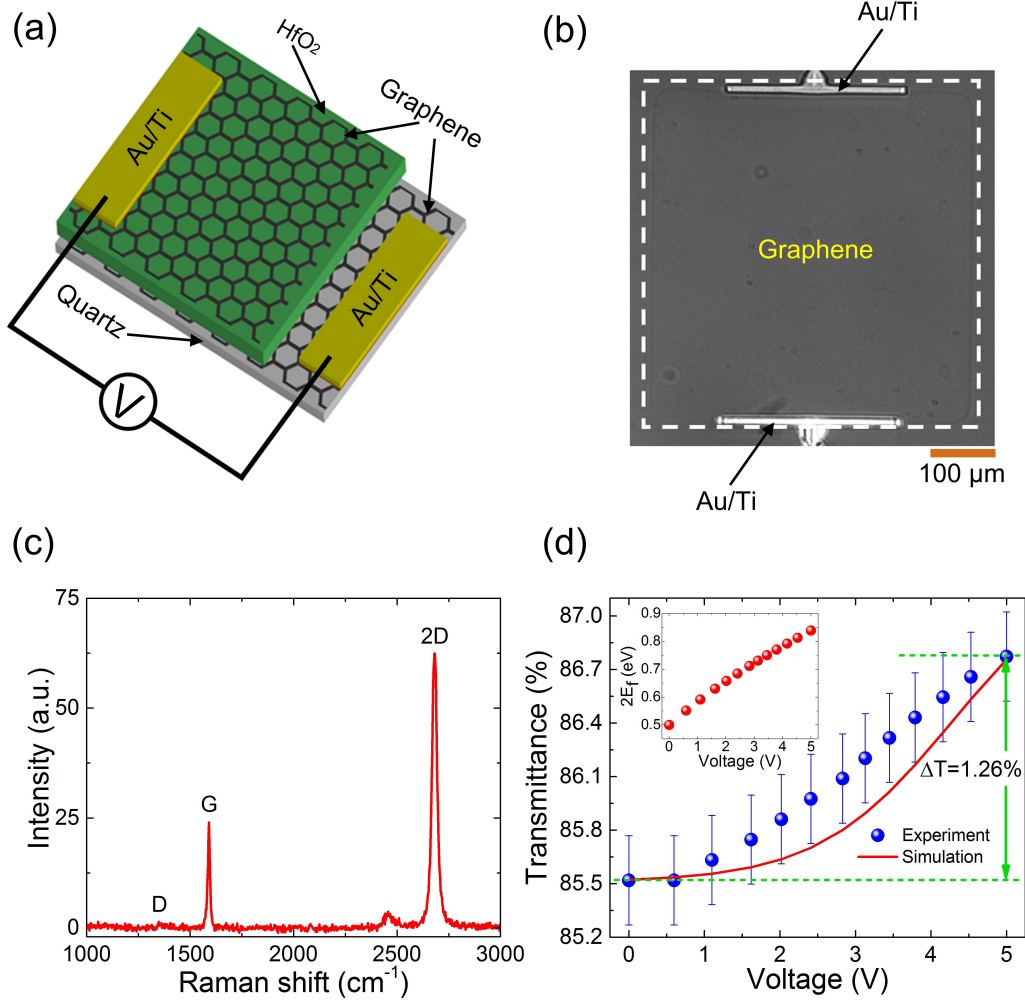 (a)
HfO₂
Graphene
Au/Ti
Au/Ti
Quartz
V
(b)
Au/Ti
Graphene
Au/Ti
100 μm
(c)
75
50
25
0
Intensity (a.u.)
D
G
2D
1000 1500 2000 2500 3000
Raman shift (cm⁻¹)
(d)
87.0
86.7
86.4
86.1
85.8
85.5
85.2
Transmittance (%)
0.9
0.8
0.7
0.6
0.5
2E_f (eV)
0 1 2 3 4 5
Voltage (V)
ΔT=1.26%
Experiment
Simulation
0 1 2 3 4 5
Voltage (V)